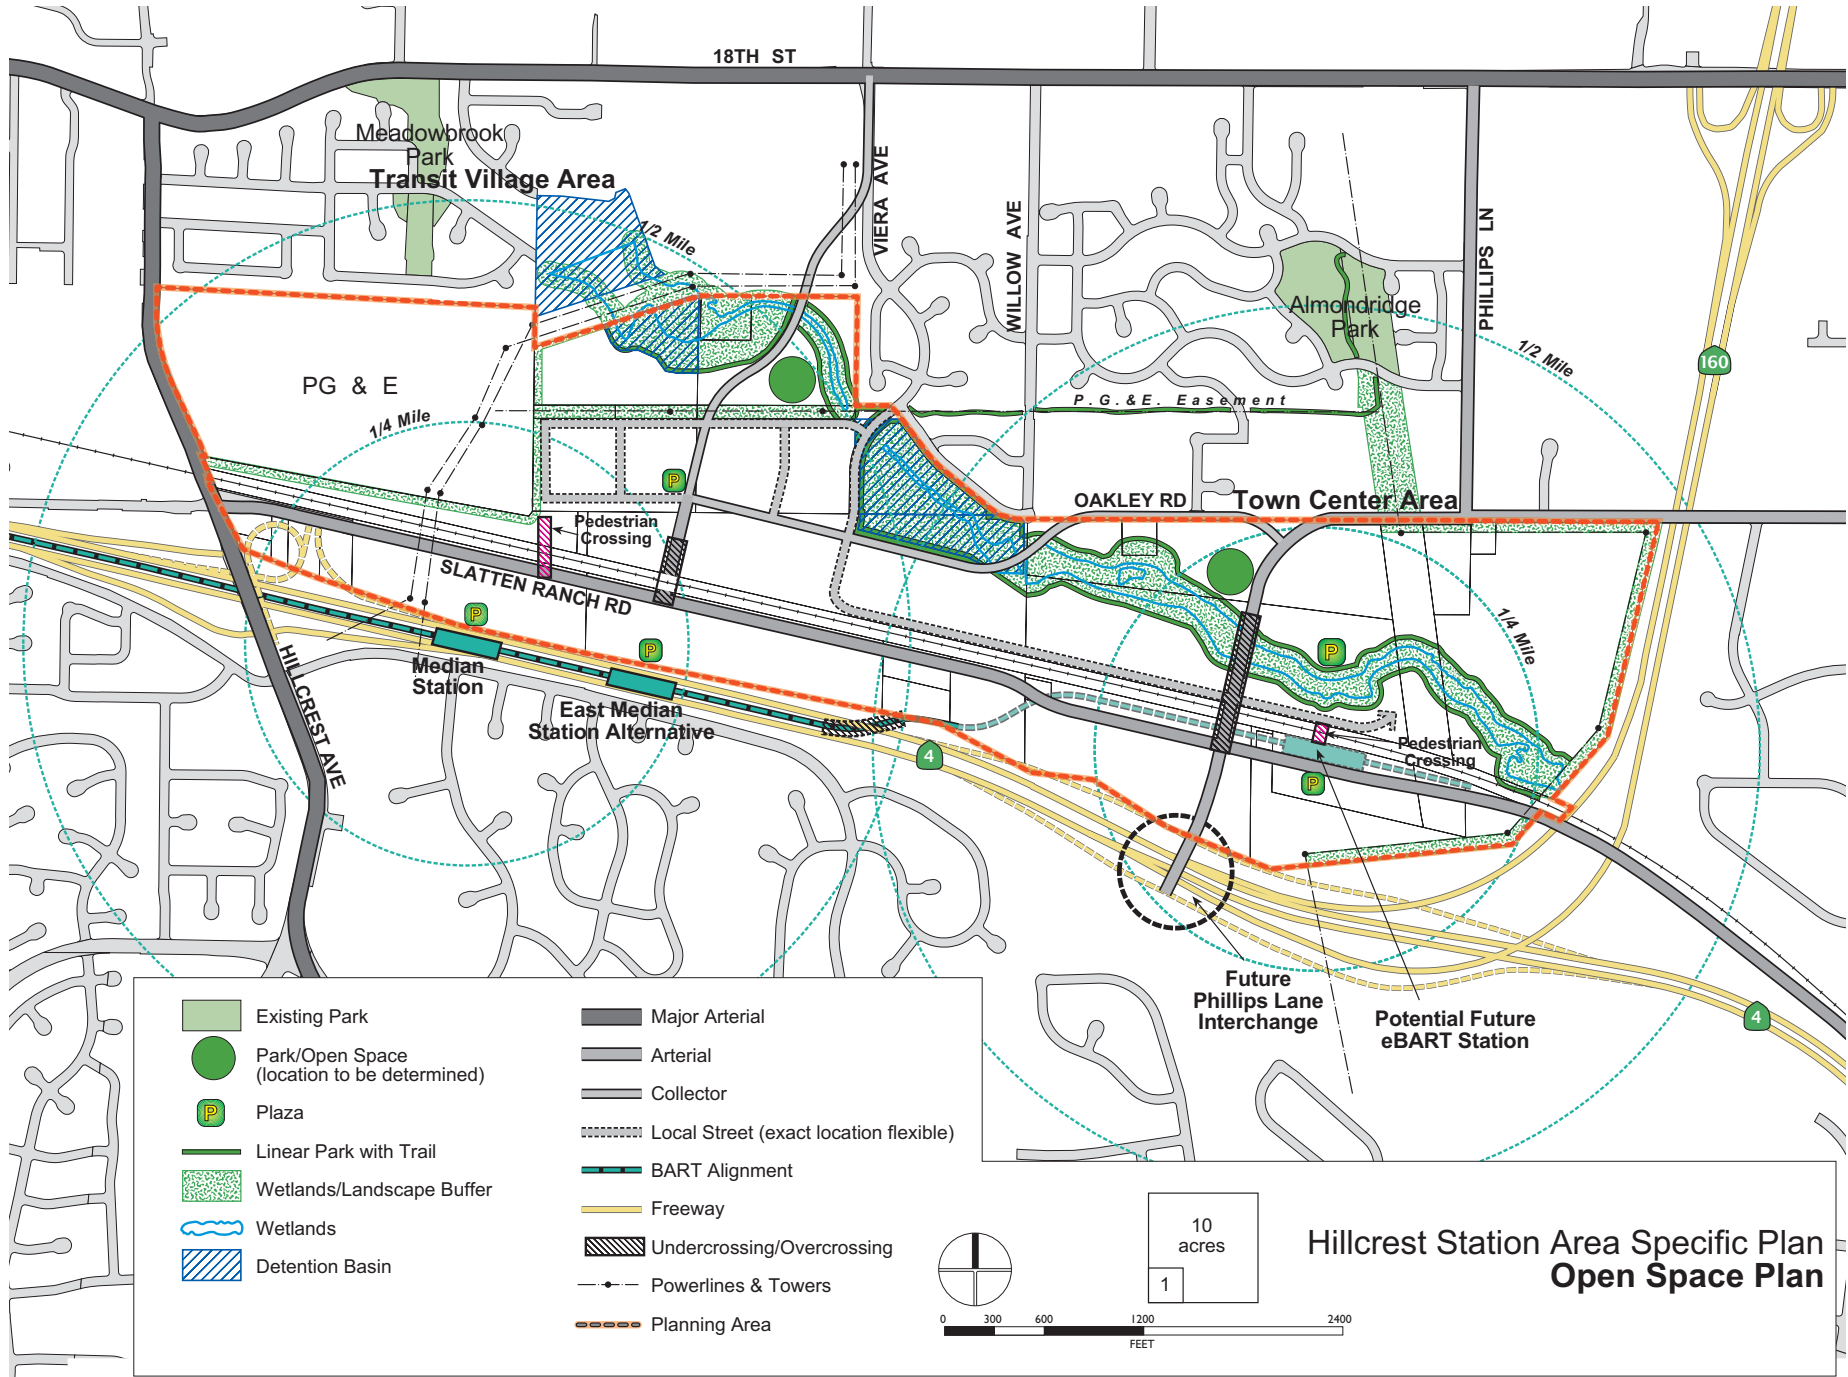 18TH ST
Meadowbrook
Park
Transit Village Area
1/2 Mile
VIERA AVE
WILLOW AVE
PHILLIPS LN
Almondridge
Park
1/2 Mile
160
PG & E
1/4 Mile
P.G.&E. Easement
P
OAKLEY RD
Town Center Area
Pedestrian
Crossing
SLATTEN RANCH RD
P
P
P
1/4 Mile
HILLCREST AVE
Median
Station
East Median
Station Alternative
4
Pedestrian
Crossing
P
Future
Phillips Lane
Interchange
Potential Future
eBART Station
4
Existing Park
Park/Open Space
(location to be determined)
P
Plaza
Linear Park with Trail
Wetlands/Landscape Buffer
Wetlands
Detention Basin
Major Arterial
Arterial
Collector
Local Street (exact location flexible)
BART Alignment
Freeway
Undercrossing/Overcrossing
Powerlines & Towers
Planning Area
10
acres
1
0 300 600 1200 2400
FEET
Hillcrest Station Area Specific Plan
Open Space Plan